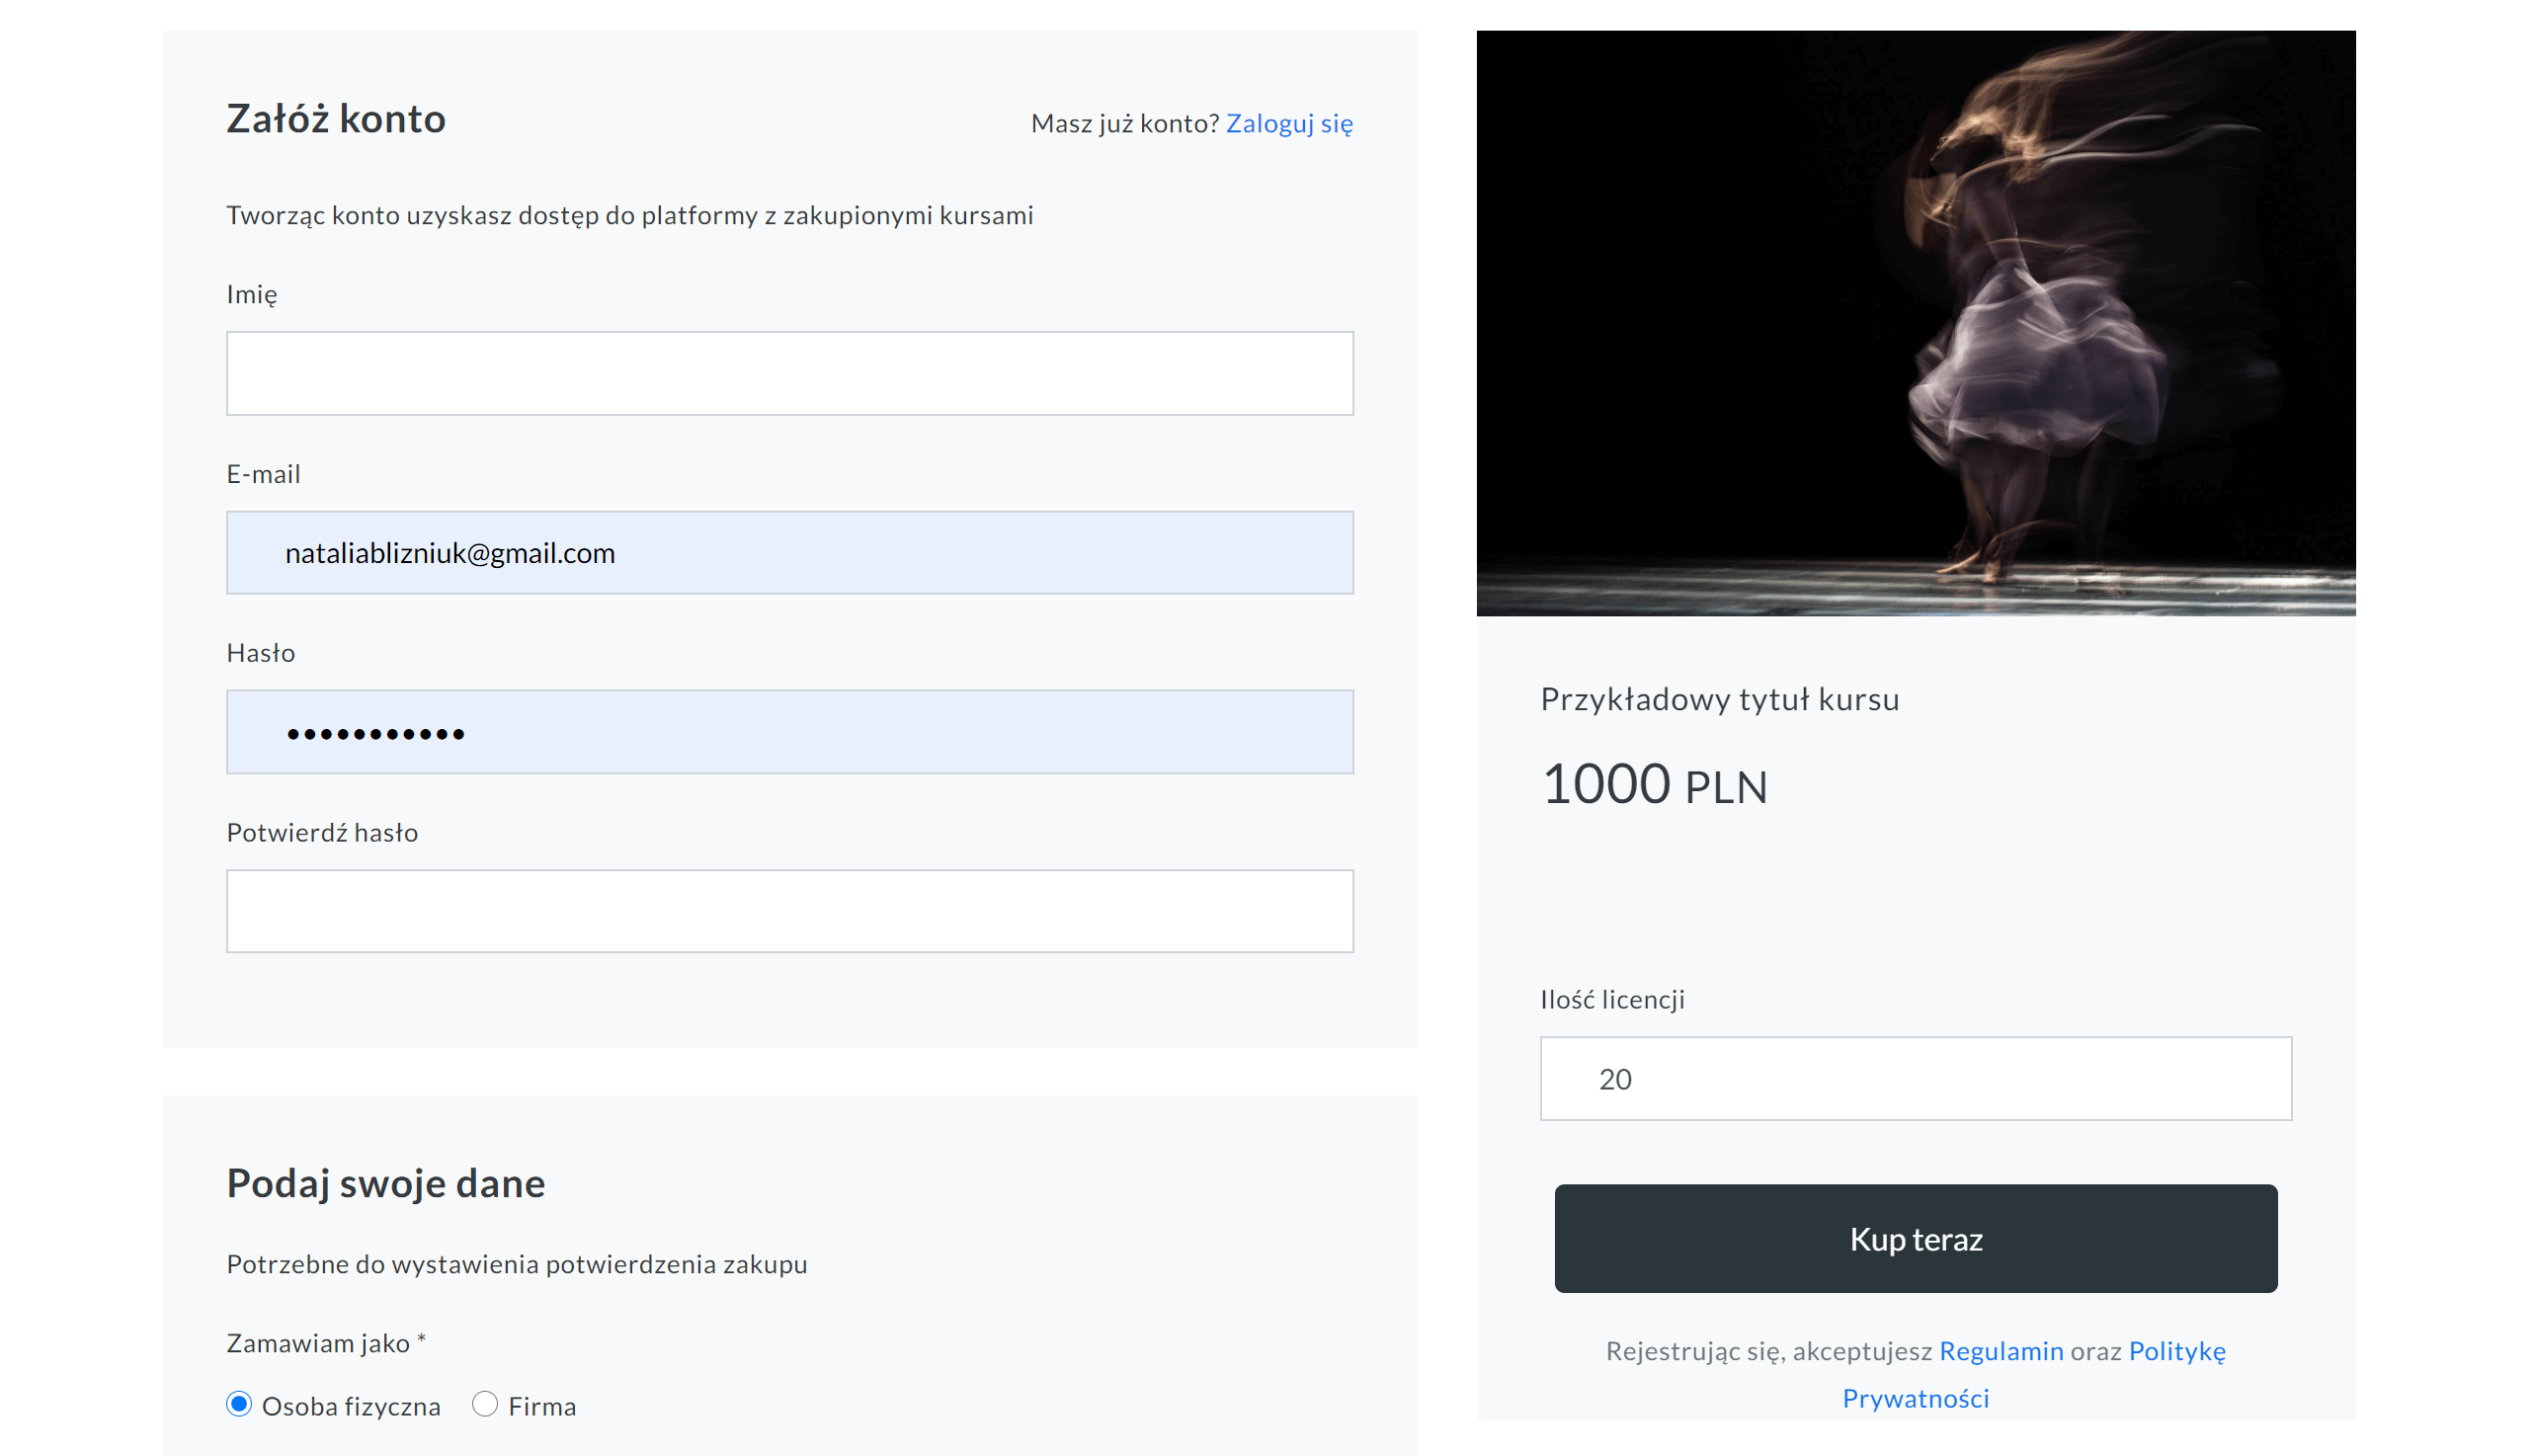 Załóż konto
Masz już konto? Zaloguj się
Tworząc konto uzyskasz dostęp do platformy z zakupionymi kursami
Imię
E-mail
nataliablizniuk@gmail.com
Hasło
•••••••••••
Potwierdź hasło
Podaj swoje dane
Potrzebne do wystawienia potwierdzenia zakupu
Zamawiam jako *
Osoba fizyczna
Firma
Przykładowy tytuł kursu
1000 PLN
Ilość licencji
20
Kup teraz
Rejestrując się, akceptujesz Regulamin oraz Politykę
Prywatności